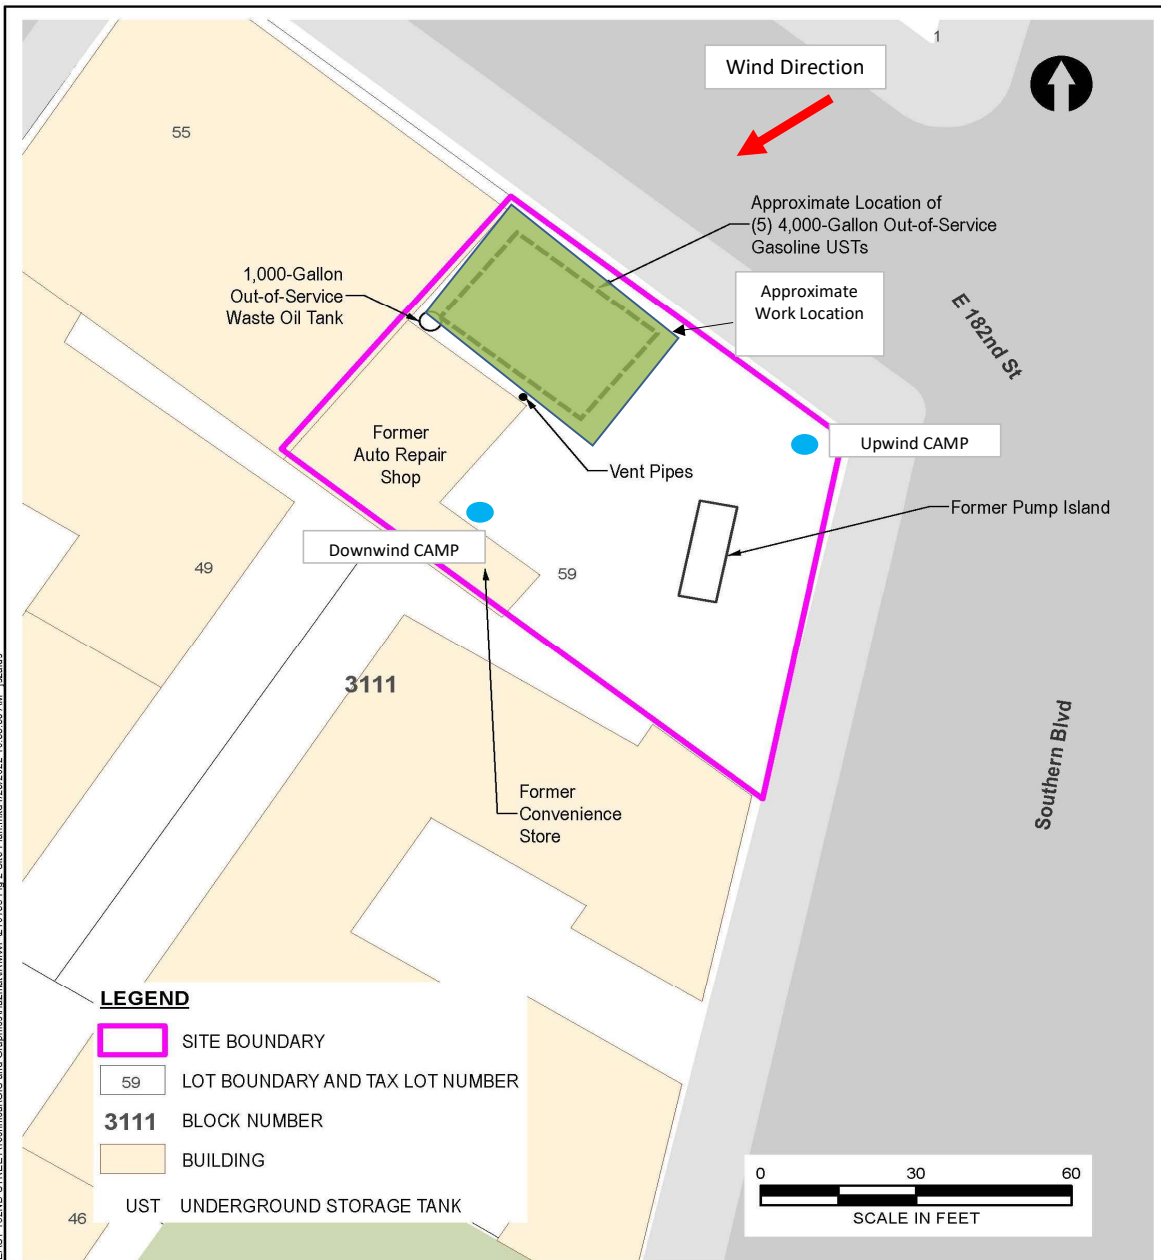 1
Wind Direction
55
Approximate Location of
(5) 4,000-Gallon Out-of-Service
Gasoline USTs
1,000-Gallon
Out-of-Service
Waste Oil Tank
Approximate
Work Location
E 182nd St
Former
Auto Repair
Shop
Upwind CAMP
Vent Pipes
Former Pump Island
Downwind CAMP
49
59
3111
Southern Blvd
Former
Convenience
Store
LEGEND
SITE BOUNDARY
59 LOT BOUNDARY AND TAX LOT NUMBER
3111 BLOCK NUMBER
BUILDING
UST UNDERGROUND STORAGE TANK
46
0 30 60
SCALE IN FEET